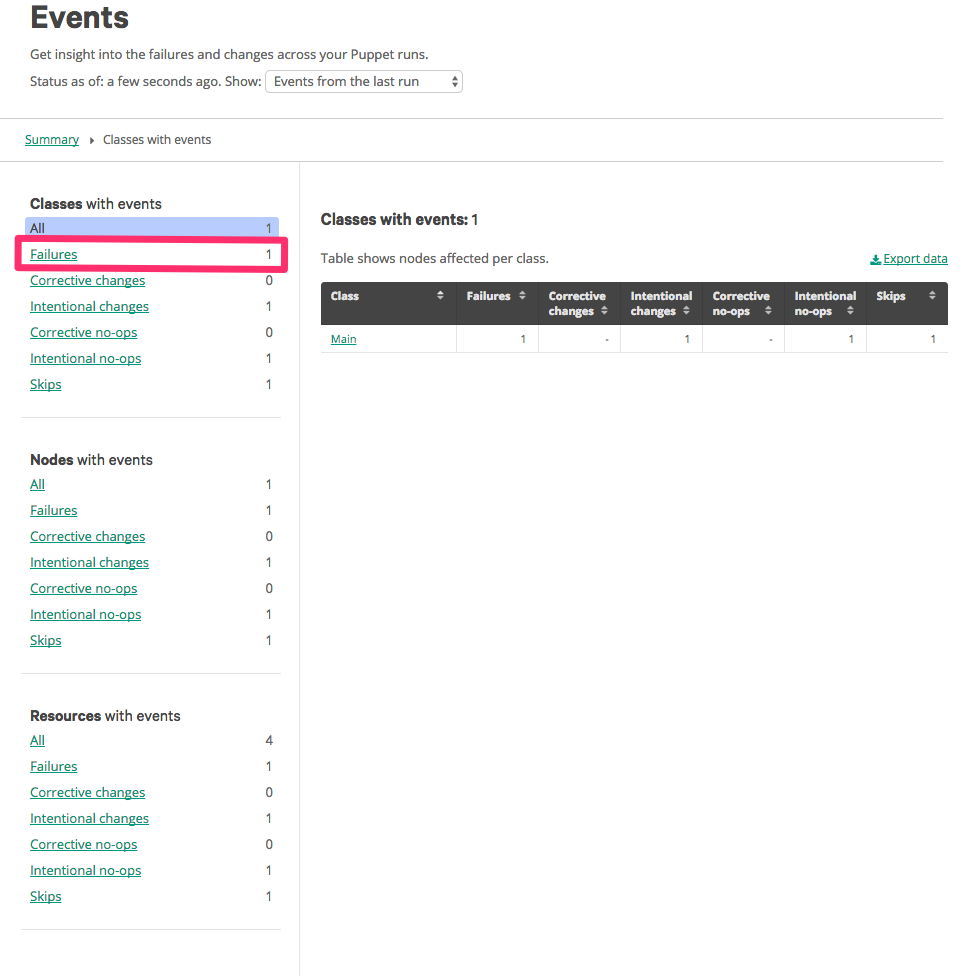 Events
Get insight into the failures and changes across your Puppet runs.
Status as of: a few seconds ago. Show: Events from the last run
Summary Classes with events
Classes with events
All 1
Failures 1
Corrective changes 0
Intentional changes 1
Corrective no-ops 0
Intentional no-ops 1
Skips 1
Nodes with events
All 1
Failures 1
Corrective changes 0
Intentional changes 1
Corrective no-ops 0
Intentional no-ops 1
Skips 1
Resources with events
All 4
Failures 1
Corrective changes 0
Intentional changes 1
Corrective no-ops 0
Intentional no-ops 1
Skips 1
Classes with events: 1
Table shows nodes affected per class. Export data
Class Failures Corrective changes Intentional changes Corrective no-ops Intentional no-ops Skips
Main 1 - 1 - 1 1